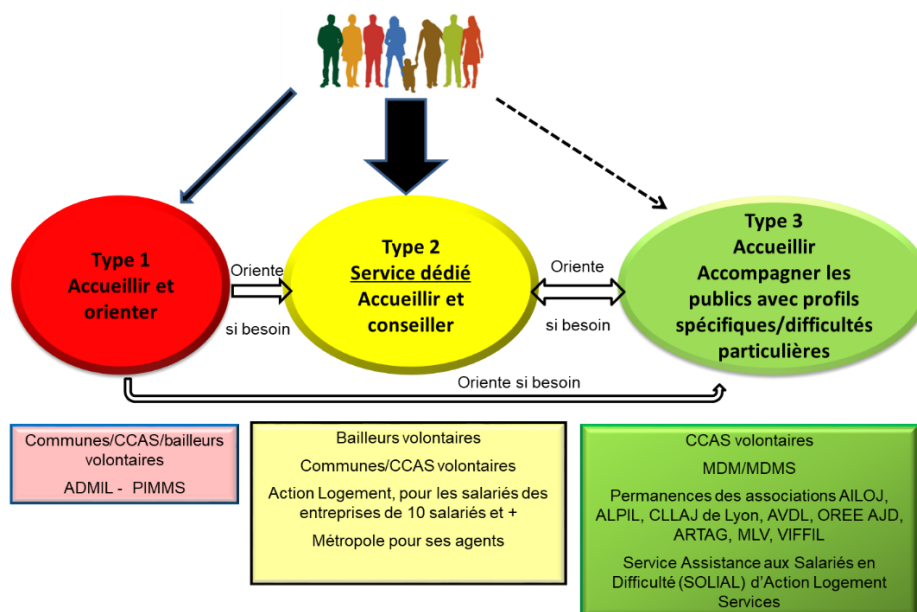 Type 1
Accueillir et
orienter
Oriente
si besoin
Type 2
Service dédié
Accueillir et
conseiller
Oriente
si besoin
Type 3
Accueillir
Accompagner les
publics avec profils
spécifiques/difficultés
particulières
Oriente si besoin
Communes/CCAS/bailleurs
volontaires
ADMIL - PIMMS
Bailleurs volontaires
Communes/CCAS volontaires
Action Logement, pour les salariés des
entreprises de 10 salariés et +
Métropole pour ses agents
CCAS volontaires
MDM/MDMS
Permanences des associations AILOJ,
ALPIL, CLLAJ de Lyon, AVDL, OREE AJD,
ARTAG, MLV, VIFFIL
Service Assistance aux Salariés en
Difficulté (SOLIAL) d'Action Logement
Services